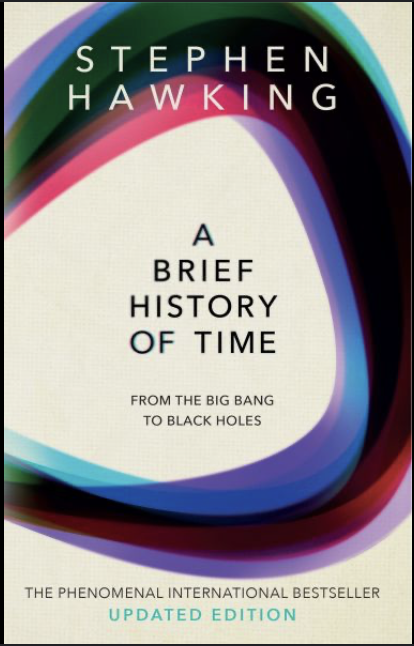 STEPHEN
HAWKING
A
BRIEF
HISTORY
OF TIME
FROM THE BIG BANG
TO BLACK HOLES
THE PHENOMENAL INTERNATIONAL BESTSELLER
UPDATED EDITION